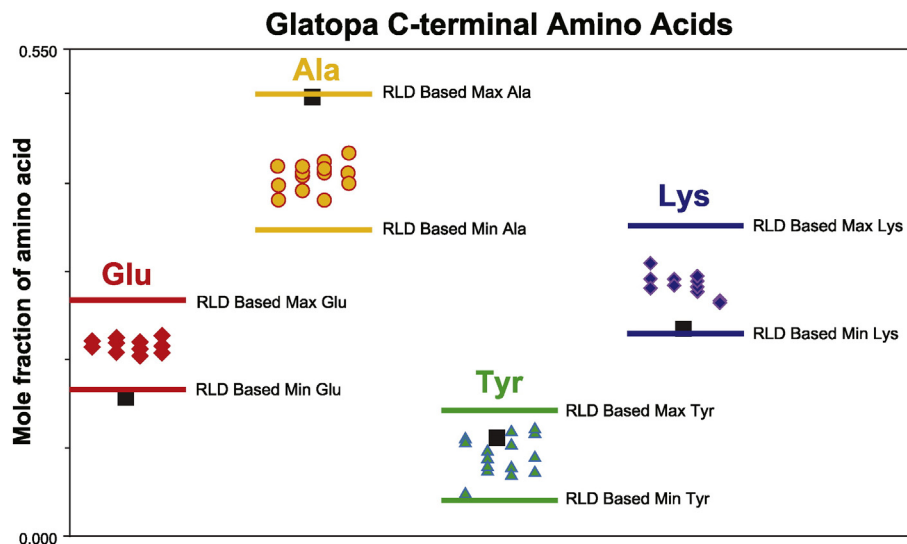 Glatopa C-terminal Amino Acids
0.550
Ala
RLD Based Max Ala
Lys
RLD Based Max Lys
RLD Based Min Ala
Glu
RLD Based Max Glu
RLD Based Min Lys
Tyr
RLD Based Min Glu
RLD Based Max Tyr
RLD Based Min Tyr
0.000
Mole fraction of amino acid